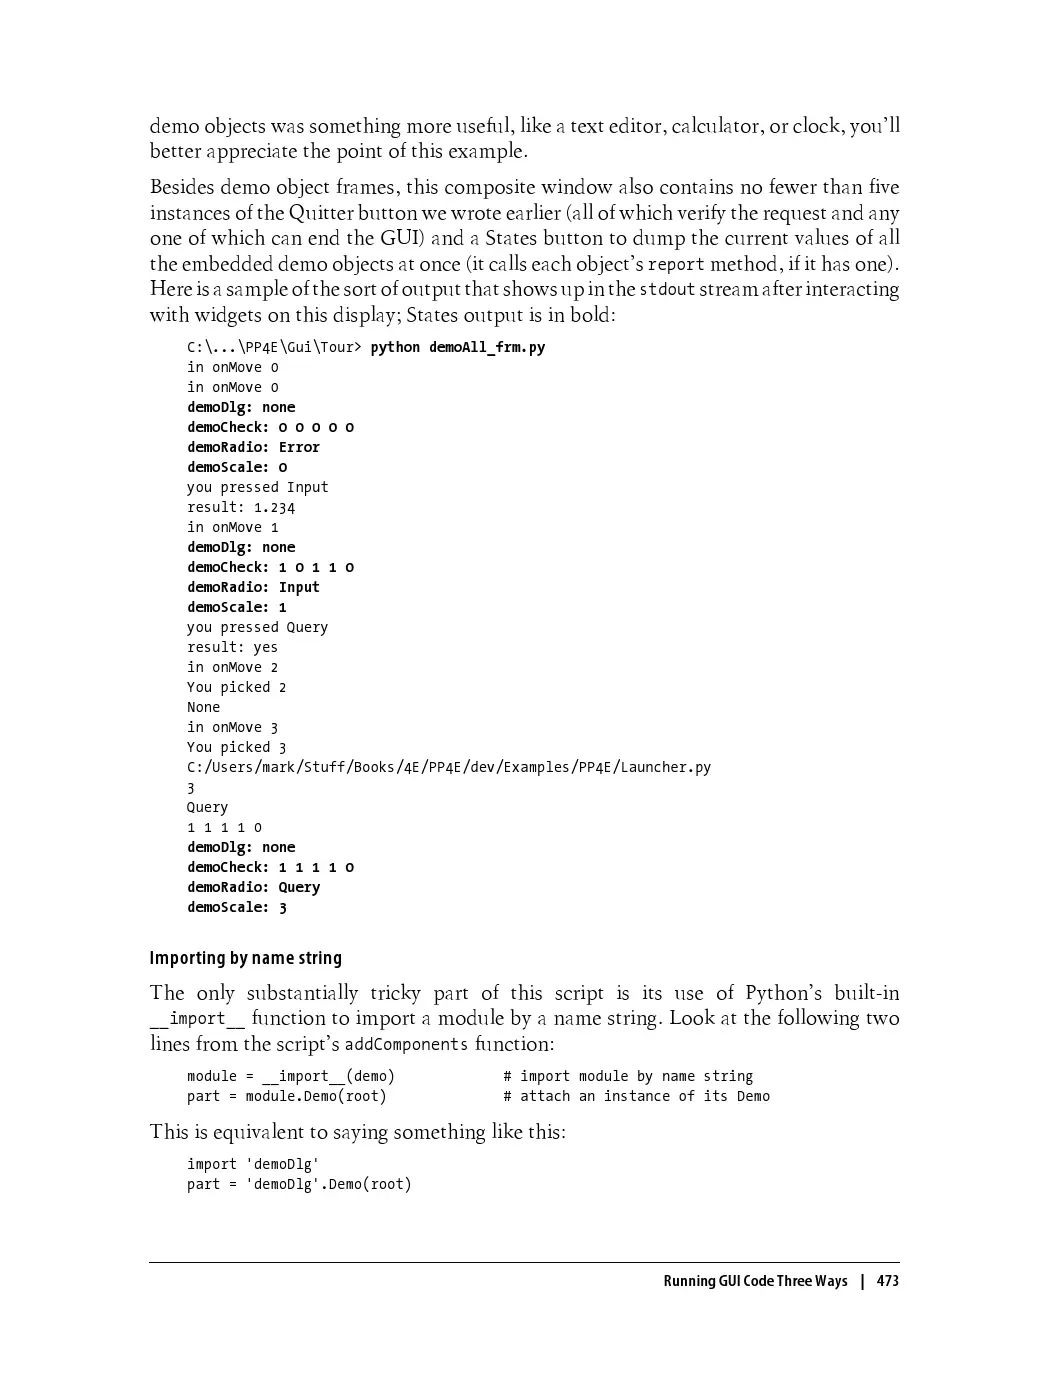 demo objects was something more useful, like a text editor, calculator, or clock, you’ll
better appreciate the point of this example.
Besides demo object frames, this composite window also contains no fewer than five
instances of the Quitter button we wrote earlier (all of which verify the request and any
one of which can end the GUI) and a States button to dump the current values of all
the embedded demo objects at once (it calls each object’s report method, if it has one).
Here is a sample of the sort of output that shows up in the stdout stream after interacting
with widgets on this display; States output is in bold:
C:\...\PP4E\Gui\Tour> python demoAll_frm.py
in onMove 0
in onMove 0
demoDlg: none
demoCheck: 0 0 0 0 0
demoRadio: Error
demoScale: 0
you pressed Input
result: 1.234
in onMove 1
demoDlg: none
demoCheck: 1 0 1 1 0
demoRadio: Input
demoScale: 1
you pressed Query
result: yes
in onMove 2
You picked 2
None
in onMove 3
You picked 3
C:/Users/mark/Stuff/Books/4E/PP4E/dev/Examples/PP4E/Launcher.py
3
Query
1 1 1 1 0
demoDlg: none
demoCheck: 1 1 1 1 0
demoRadio: Query
demoScale: 3
Importing by name string
The only substantially tricky part of this script is its use of Python’s built-in
__import__ function to import a module by a name string. Look at the following two
lines from the script’s addComponents function:
module = __import__(demo) # import module by name string
part = module.Demo(root) # attach an instance of its Demo
This is equivalent to saying something like this:
import 'demoDlg'
part = 'demoDlg'.Demo(root)
Running GUI Code Three Ways | 473